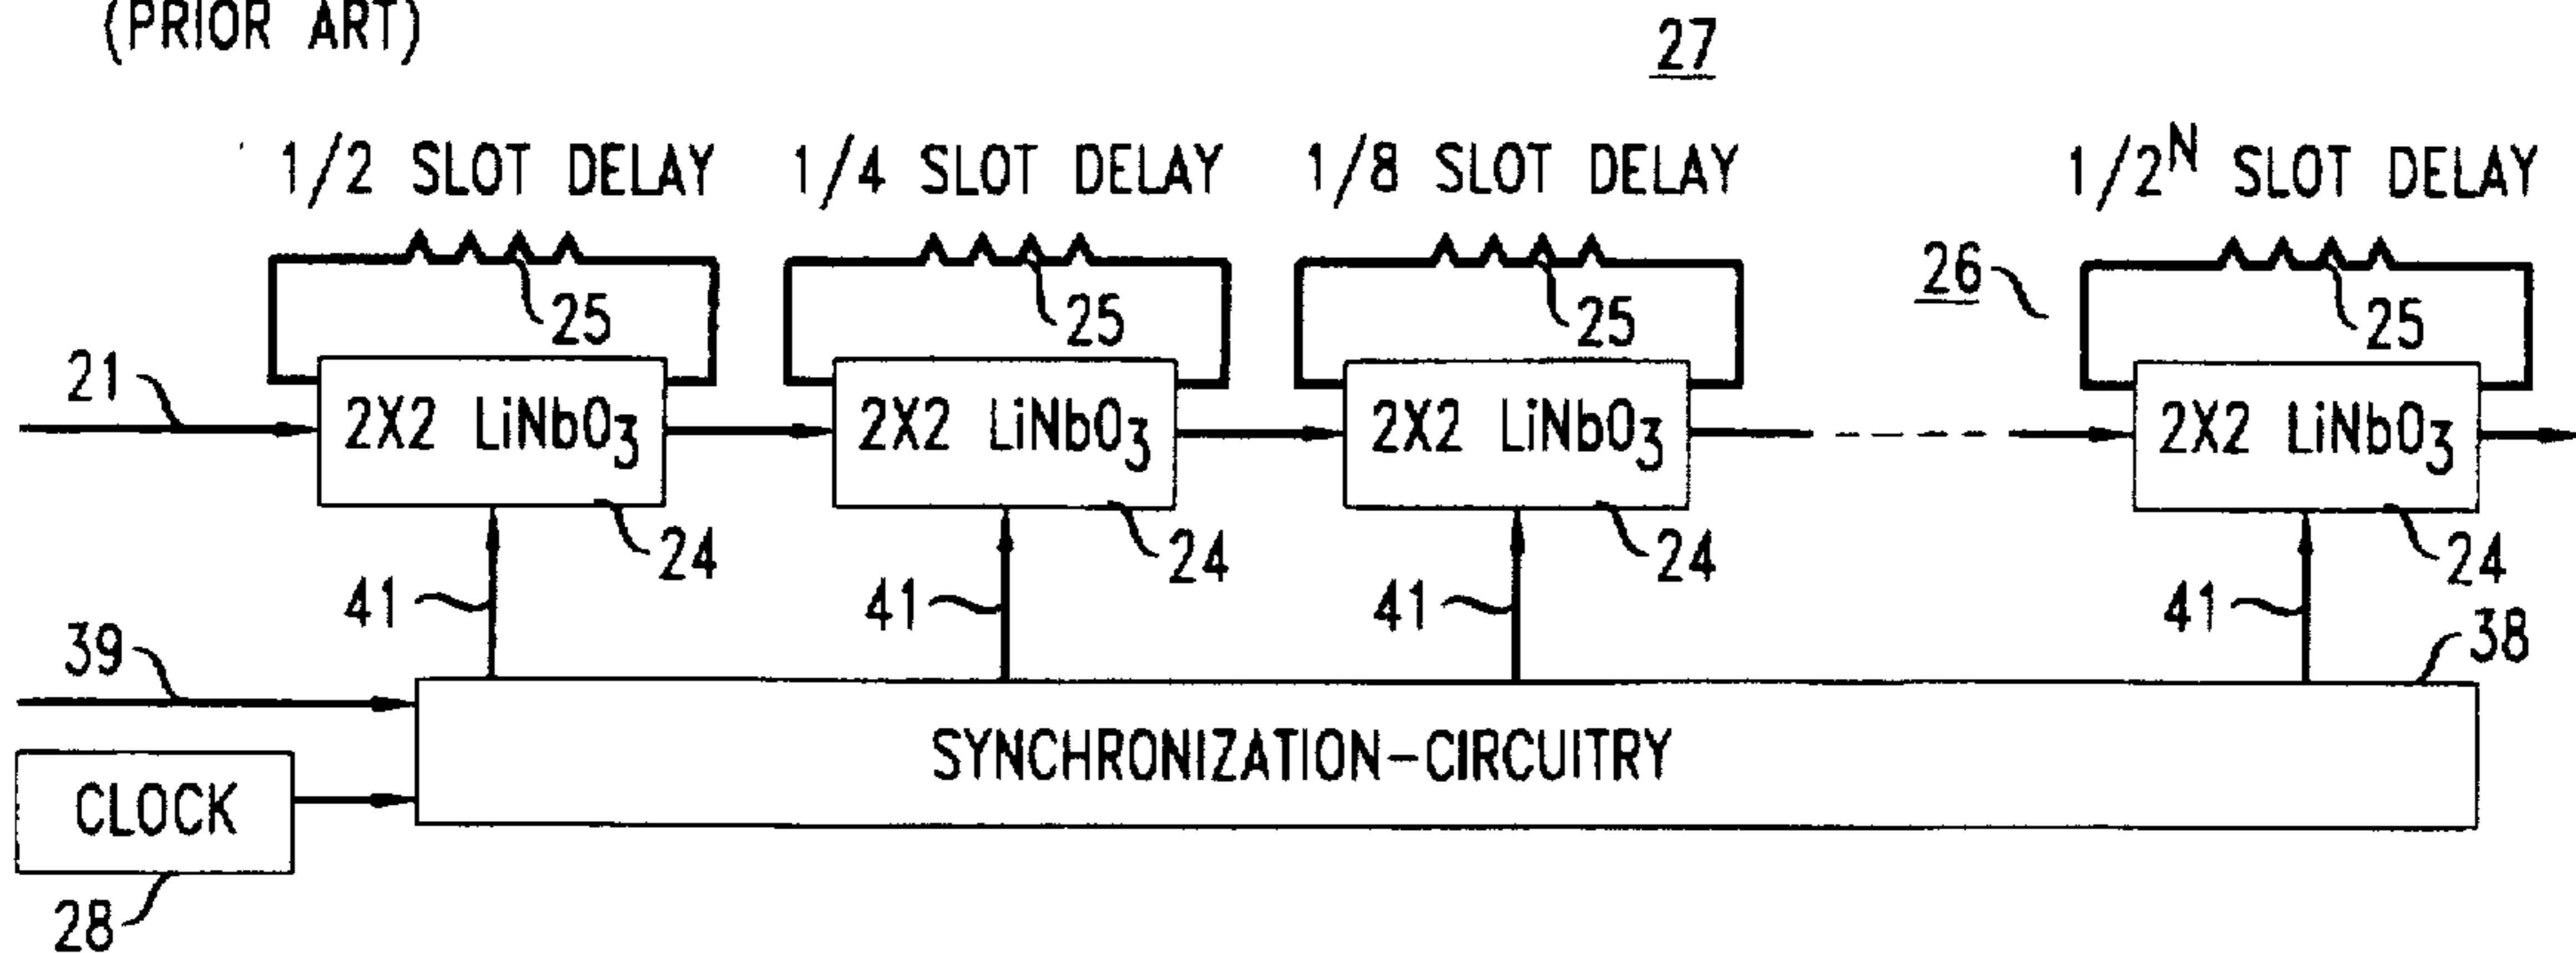 (PRIOR ART)
27
1/2 SLOT DELAY 1/4 SLOT DELAY 1/8 SLOT DELAY 1/2^N SLOT DELAY
26
25 25 25 25
21
2X2 LiNbO3 2X2 LiNbO3 2X2 LiNbO3 2X2 LiNbO3
24 24 24 24
41 41 41 41
39 38
SYNCHRONIZATION-CIRCUITRY
CLOCK
28